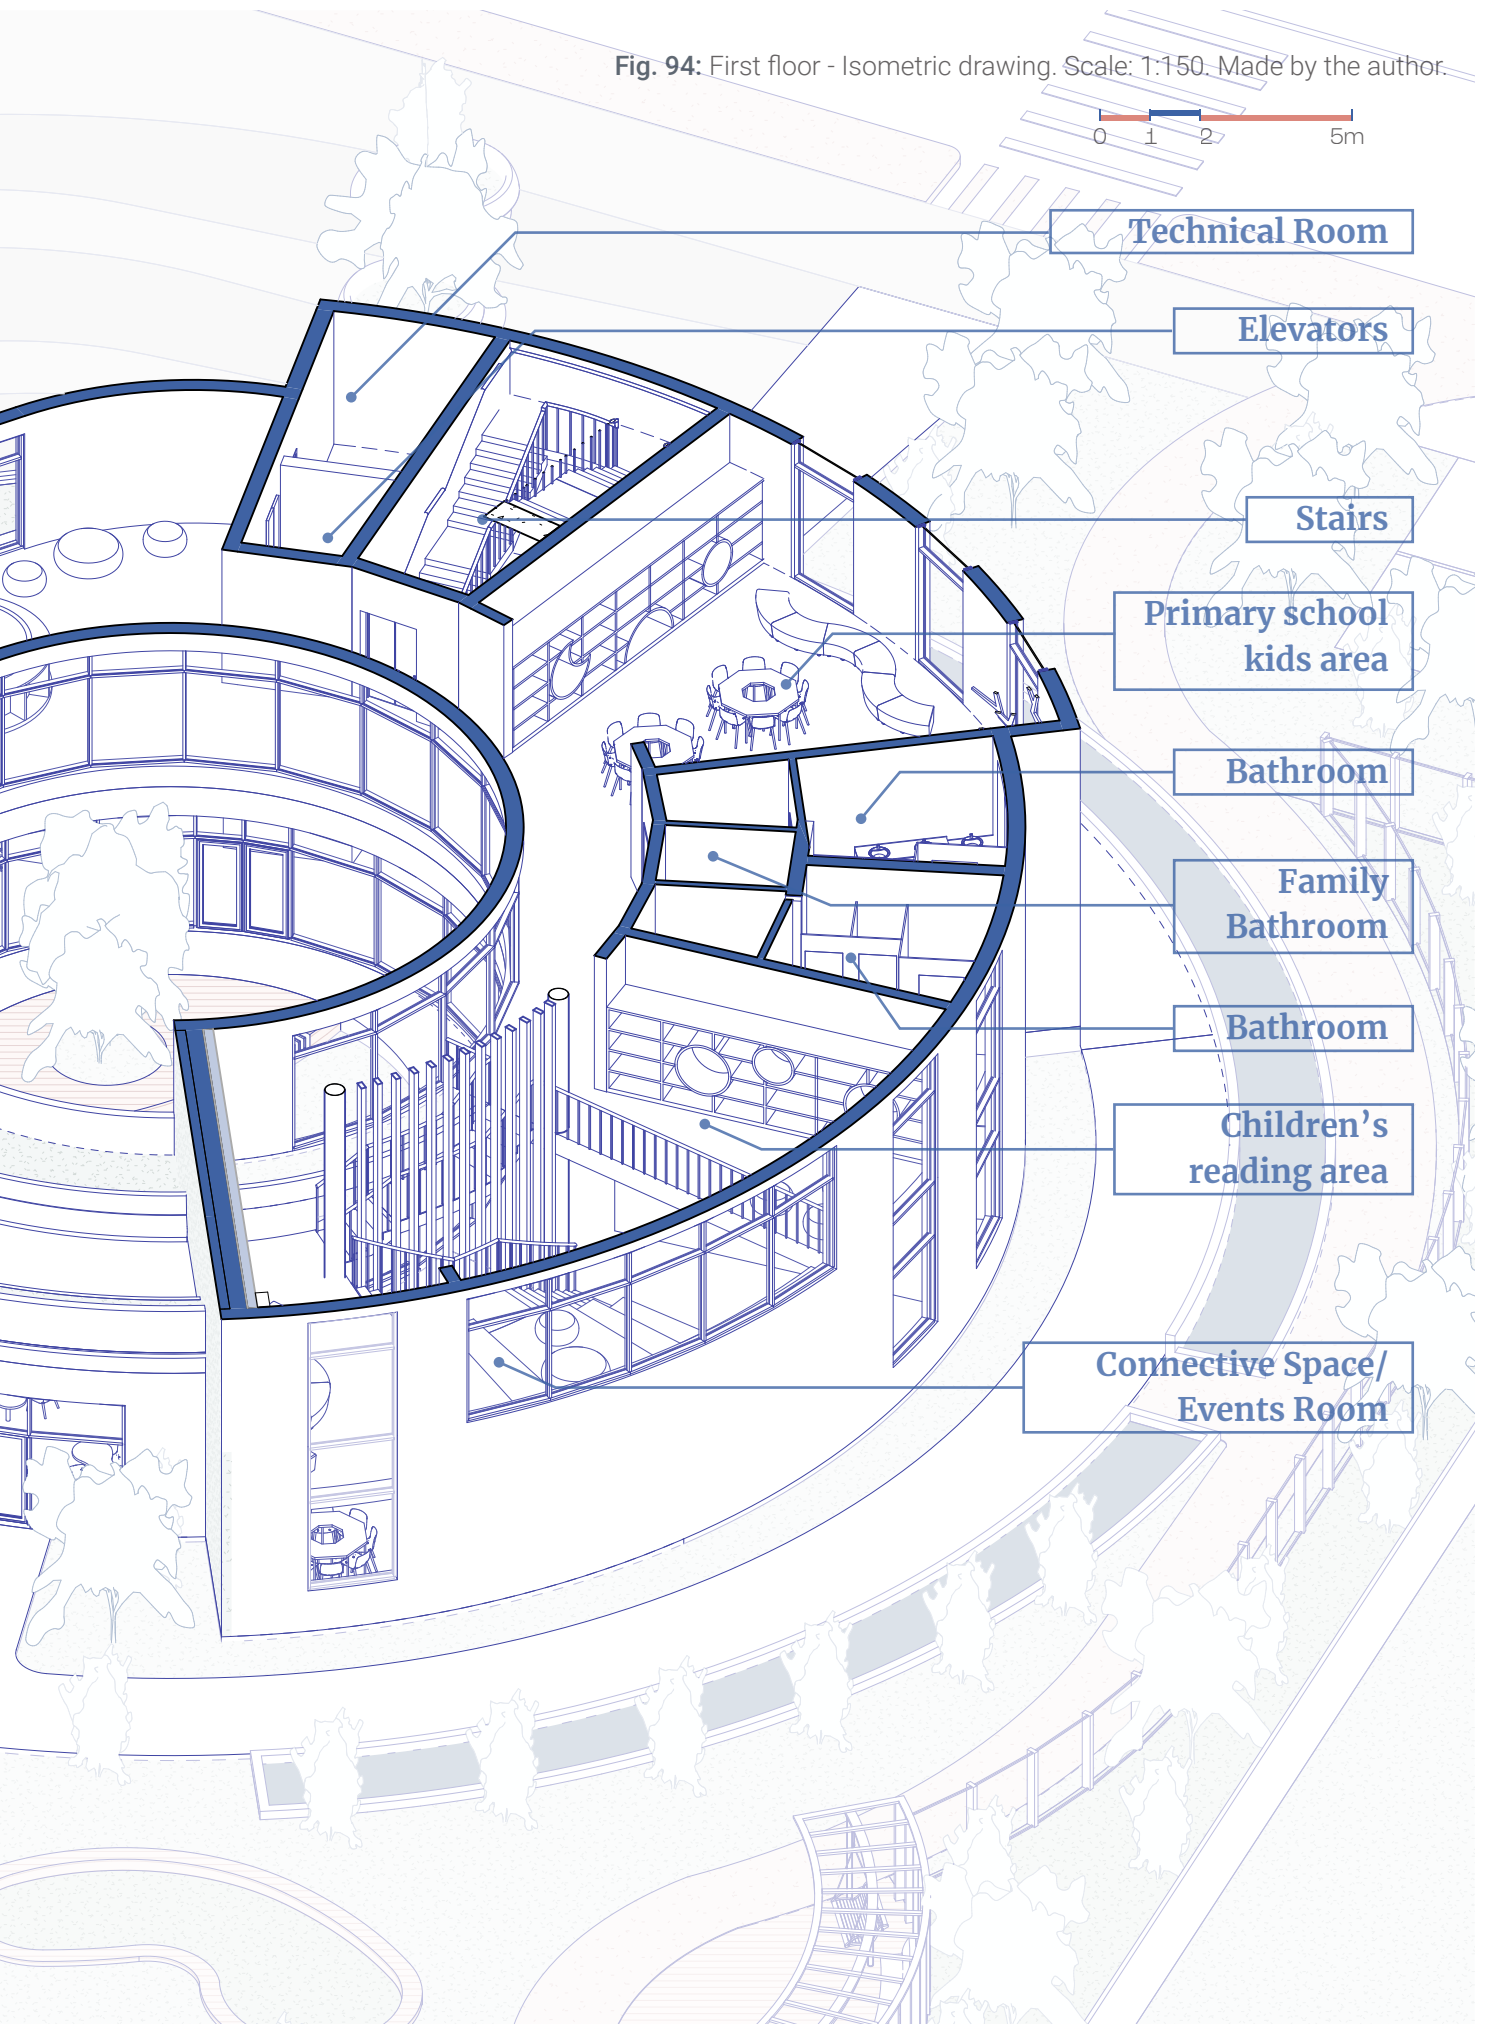 Fig. 94: First floor - Isometric drawing. Scale: 1:150. Made by the author.
0 1 2 5m
Technical Room
Elevators
Stairs
Primary school
kids area
Bathroom
Family
Bathroom
Bathroom
Children’s
reading area
Connective Space/
Events Room